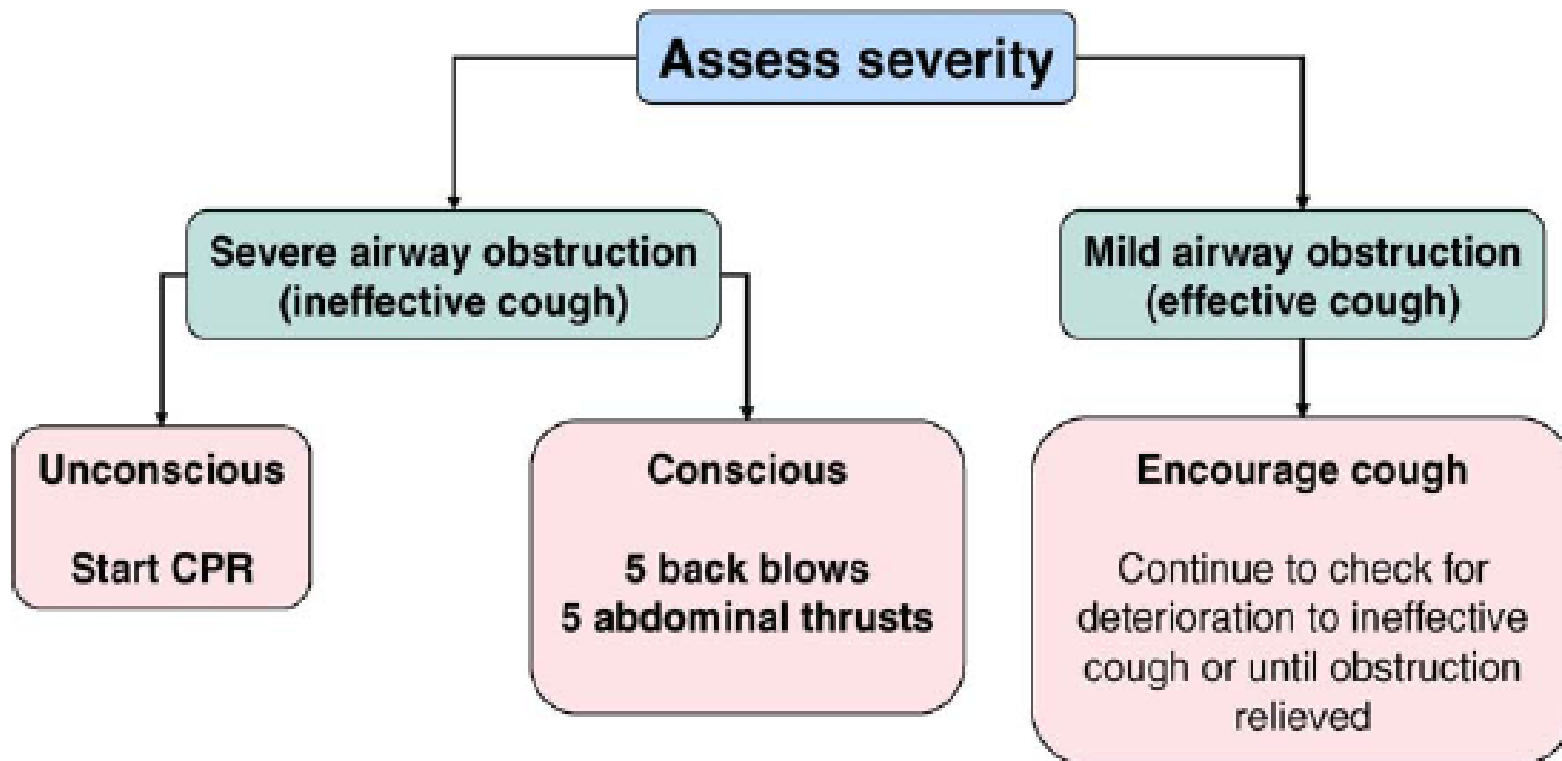 Assess severity
Severe airway obstruction
(ineffective cough)
Mild airway obstruction
(effective cough)
Unconscious
Start CPR
Conscious
5 back blows
5 abdominal thrusts
Encourage cough
Continue to check for
deterioration to ineffective
cough or until obstruction
relieved